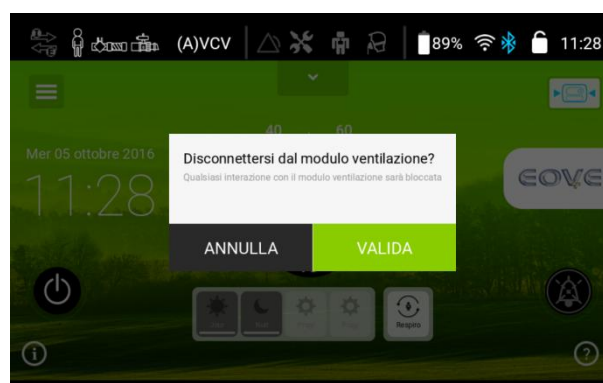 (A)VCV
89%
11:28
40 60
Mer 05 ottobre 2016
11:28
Disconnettersi dal modulo ventilazione?
Qualsiasi interazione con il modulo ventilazione sarà bloccata
ANNULLA VALIDA
EOVE
Respiro